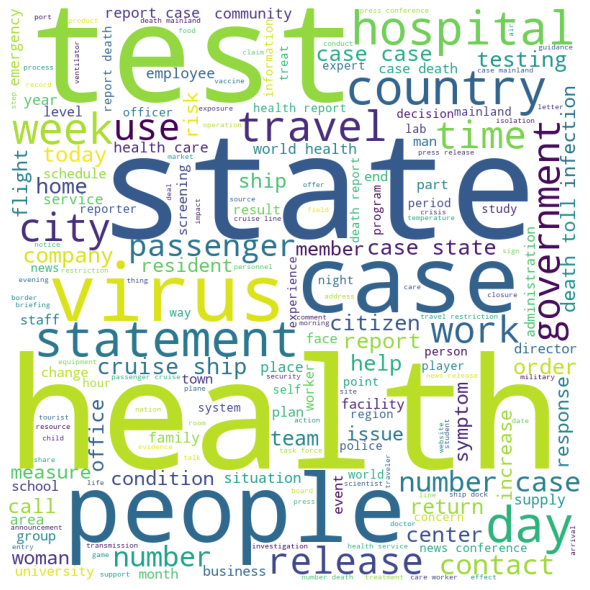 test
state
health
people
virus
case
hospital
country
travel
week
use
time
government
city
passenger
statement
work
day
release
contact
number case
number
cruise ship
report case
community
emergency
case case
testing
employee
treat
information
risk
expert
case death
report death
year
level
officer
health report
decision
mainland
today
health care
lab
man
flight
schedule
home
service
world health
ship
end
part
screening
result
death report
program
period
study
reporter
company
resident
member
case state
death toll infection
administration
news
staff
way
night
experience
citizen
report
person
director
change
hour
place
help
order
town
self
face
player
office
system
plan
worker
point
facility
region
symptom
increase
response
team
issue
family
police
measure
condition
situation
world
return
supply
school
call
event
center
concern
area
group
woman
university
month
business
news conference
port
product
death mainland
press conference
process
record
ventilator
food
claim
vaccine
conduct
air
guidance
case mainland
step
exposure
operation
market
letter
isolation
press release
deal
impact
offer
source
cruise line
field
crisis
temperature
notice
restriction
personnel
sign
evening
thing
border
briefing
address
care
closure
comment
morning
travel restriction
equipment
passenger cruise
security
news release
military
tourist
nation
plane
site
date
resource
room
action
website
student
child
evidence
task force
share
talk
traveler
scientist
life
board
press
line
ship dock
announcement
doctor
entry
transmission
game
investigation
health service
arrival
support
number death
treatment
care worker
effect